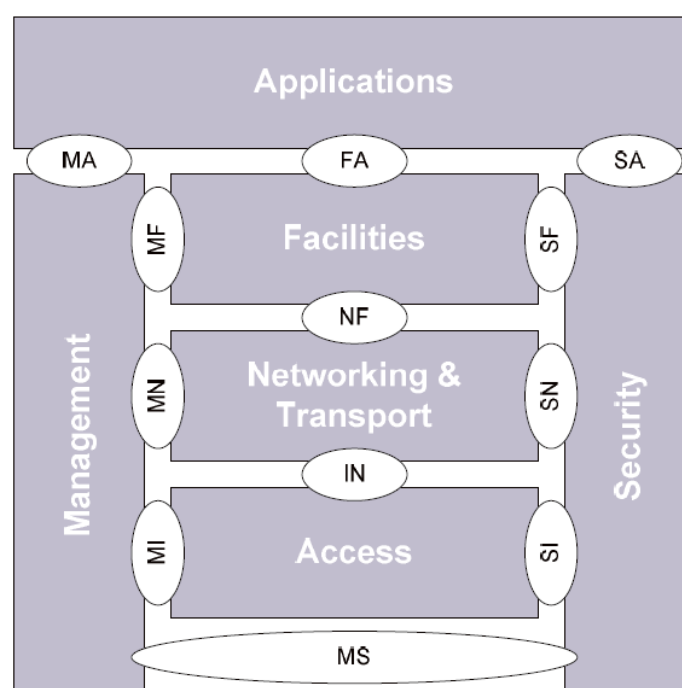 Applications
MA
FA
SA
MF
Facilities
SF
NF
Management
MN
Networking &
Transport
SN
Security
IN
MI
Access
SI
MS